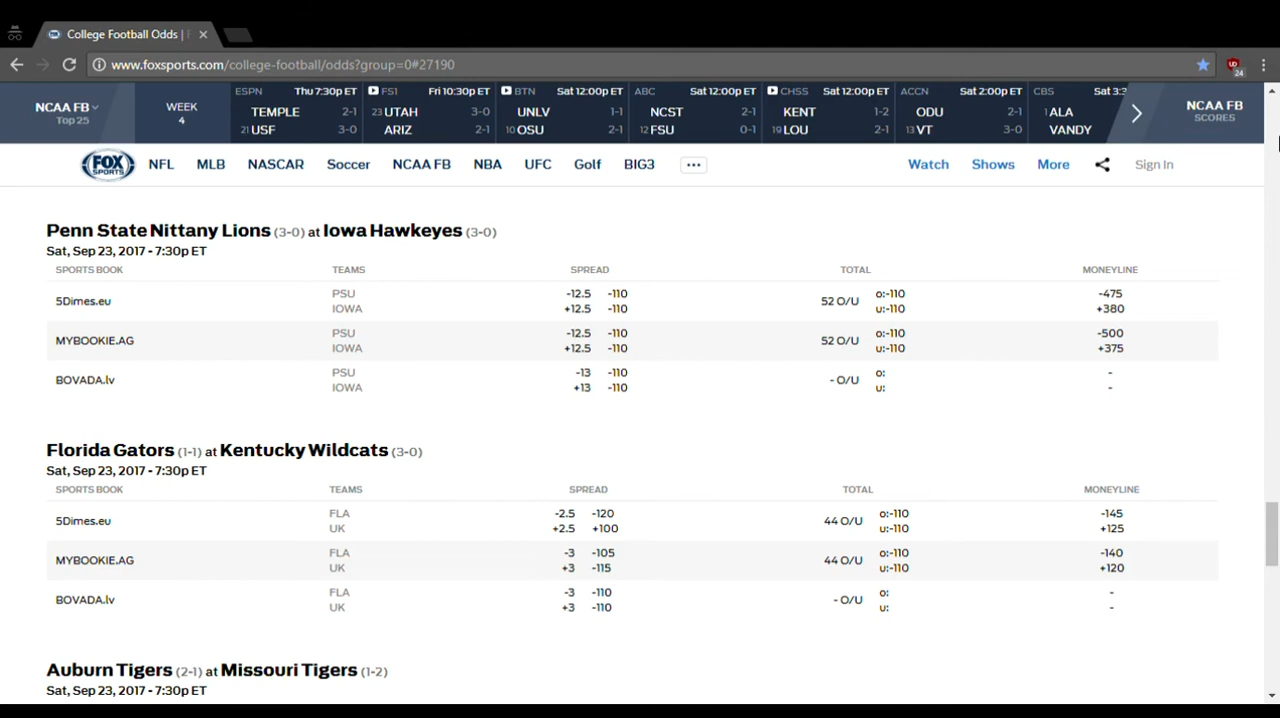 College Football Odds |
www.foxsports.com/college-football/odds?group=0#27190
24
NCAA FB
Top 25
WEEK
4
ESPN Thu 7:30p ET
TEMPLE 2-1
21 USF 3-0
FS1 Fri 10:30p ET
23 UTAH 3-0
ARIZ 2-1
BTN Sat 12:00p ET
UNLV 1-1
10 OSU 2-1
ABC Sat 12:00p ET
NCST 2-1
12 FSU 0-1
CHSS Sat 12:00p ET
KENT 1-2
19 LOU 2-1
ACCN Sat 2:00p ET
ODU 2-1
13 VT 3-0
CBS Sat 3:3
1 ALA
VANDY
NCAA FB
SCORES
FOX SPORTS NFL MLB NASCAR Soccer NCAA FB NBA UFC Golf BIG3 ... Watch Shows More Sign In
Penn State Nittany Lions (3-0) at Iowa Hawkeyes (3-0)
Sat, Sep 23, 2017 - 7:30p ET
SPORTS BOOK TEAMS SPREAD TOTAL MONEYLINE
PSU -12.5 -110 o:-110 -475
5Dimes.eu 52 O/U
IOWA +12.5 -110 u:-110 +380
PSU -12.5 -110 o:-110 -500
MYBOOKIE.AG 52 O/U
IOWA +12.5 -110 u:-110 +375
PSU -13 -110 o: -
BOVADA.lv - O/U
IOWA +13 -110 u: -
Florida Gators (1-1) at Kentucky Wildcats (3-0)
Sat, Sep 23, 2017 - 7:30p ET
SPORTS BOOK TEAMS SPREAD TOTAL MONEYLINE
FLA -2.5 -120 o:-110 -145
5Dimes.eu 44 O/U
UK +2.5 +100 u:-110 +125
FLA -3 -105 o:-110 -140
MYBOOKIE.AG 44 O/U
UK +3 -115 u:-110 +120
FLA -3 -110 o: -
BOVADA.lv - O/U
UK +3 -110 u: -
Auburn Tigers (2-1) at Missouri Tigers (1-2)
Sat, Sep 23, 2017 - 7:30p ET